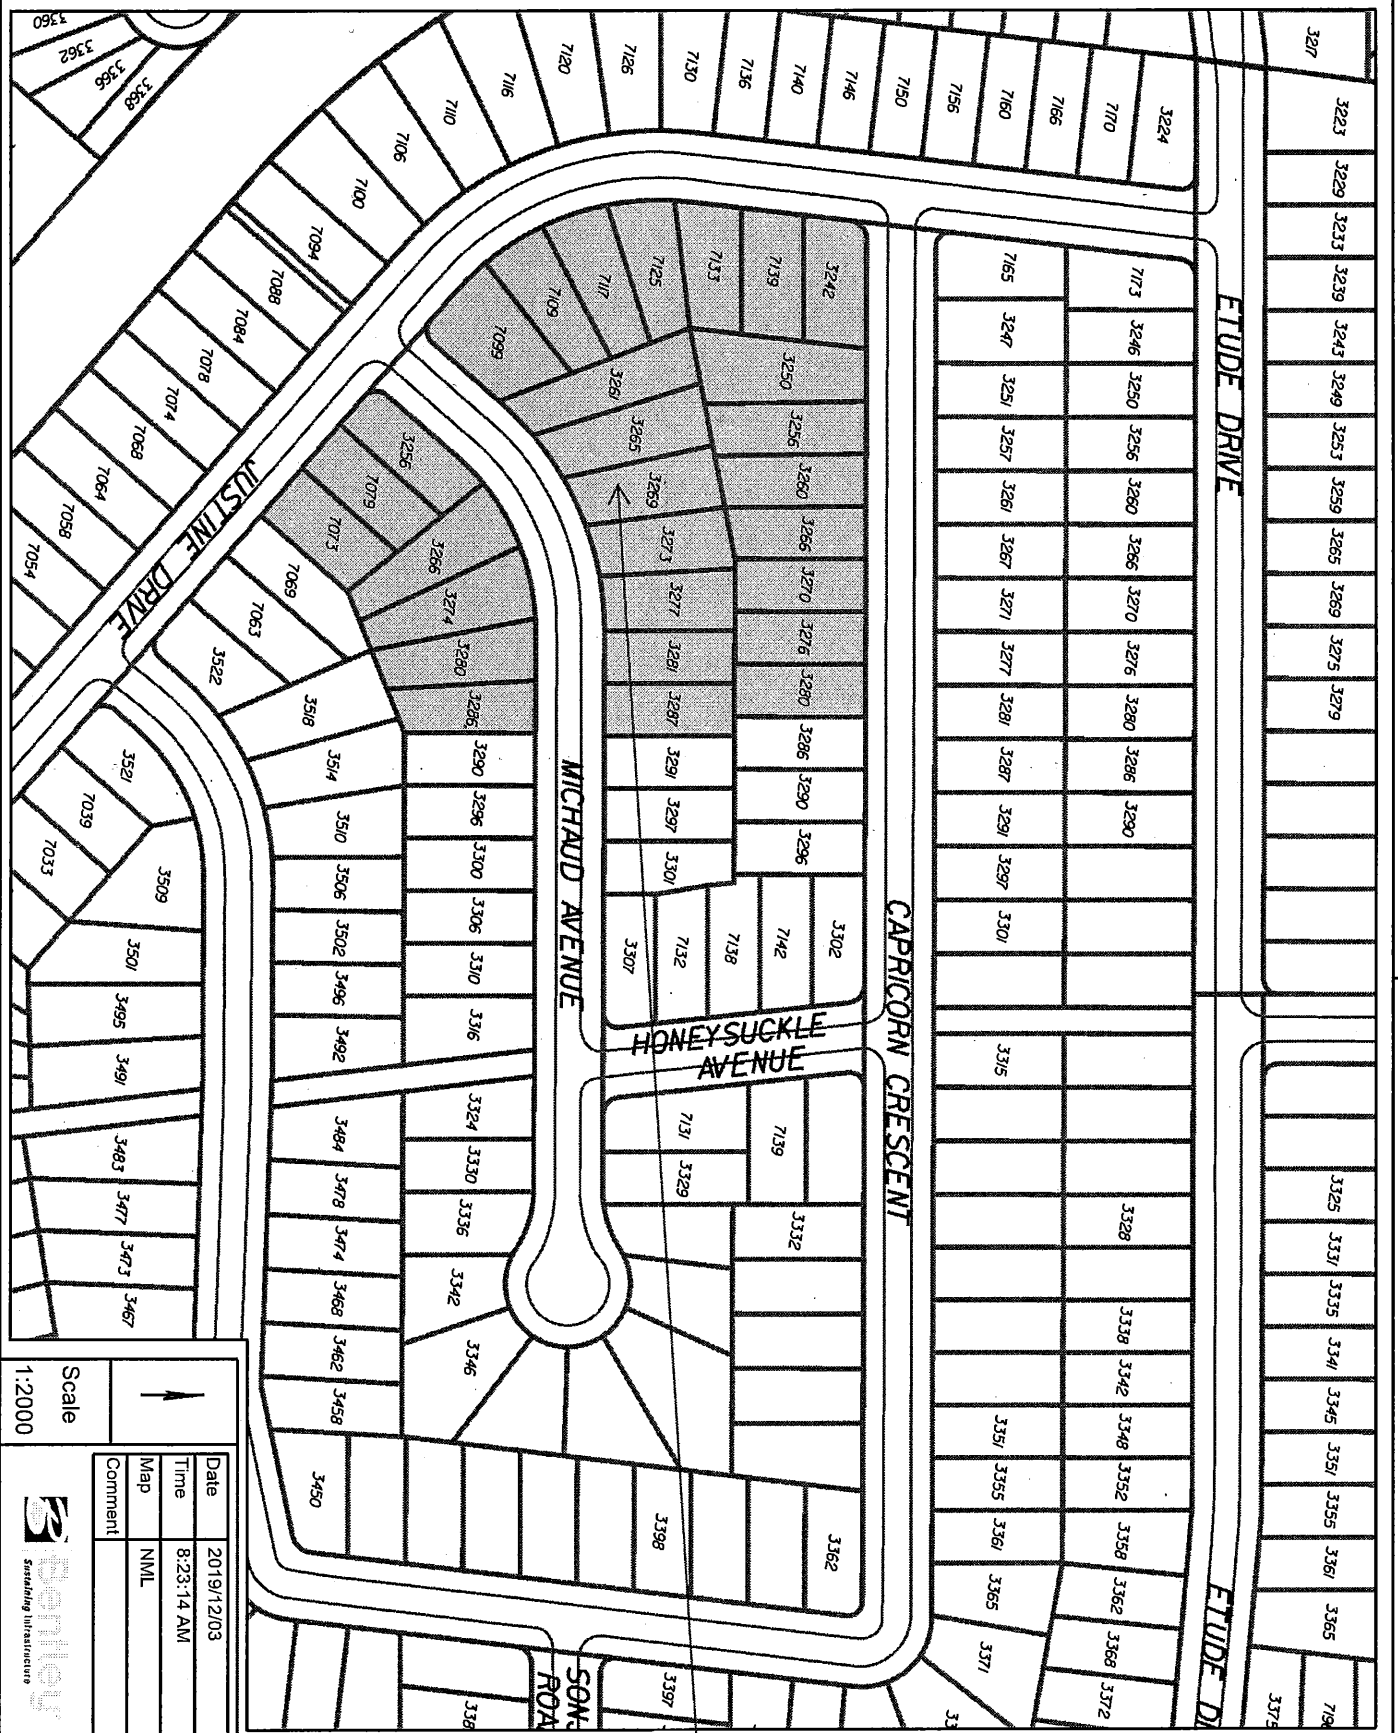 3217
3223 3229 3233 3239 3243 3249 3253 3259 3265 3269 3275 3279 3325 3331 3335 3341 3345 3351 3355 3361 3365
ETUDE DRIVE
3224 7170 7166 7160 7156 7150 7146 7140 7136 7130 7126 7120 7116 7110 7106 7100 7094 7088 7084 7078 7074 7068 7064 7058 7054
7173 3246 3250 3256 3260 3266 3270 3276 3280 3286 3290 3328 3338 3342 3348 3352 3358 3362 3368 3372
7165 3247 3251 3257 3261 3267 3271 3277 3281 3287 3291 3297 3301 3315 3351 3355 3361 3365 3371
CAPRICORN CRESCENT
3242 7139 7133 7125 7117 7109 7099
3250 3256 3260 3266 3270 3276 3280 3286 3290 3296
3302 7142 7138 7132 3307
HONEYSUCKLE
AVENUE
7139 7131 3329 3332 3362 3398
3261 3265 3269 3273 3277 3281 3287 3291 3297 3301
MICHAUD AVENUE
3256 7079 7073 7069 7063 3522
3266 3274 3280 3286 3290 3296 3300 3306 3310 3316 3324 3330 3336 3342 3346
3518 3514 3510 3506 3502 3496 3492 3484 3478 3474 3468 3462 3458 3450
JUSTINE DRIVE
3521 7039 7033
3509 3501 3495 3491 3483 3477 3473 3467
3360 3362 3366 3368
3397
Scale
1:2000
Date 2019/12/03
Time 8:23:14 AM
Map NML
Comment
Bentley
Sustaining Infrastructure